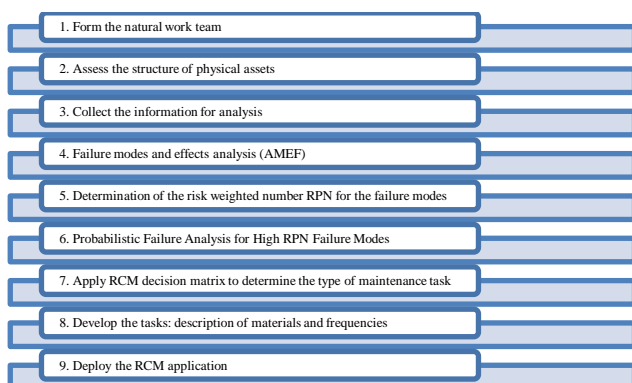 1. Form the natural work team
2. Assess the structure of physical assets
3. Collect the information for analysis
4. Failure modes and effects analysis (AMEF)
5. Determination of the risk weighted number RPN for the failure modes
6. Probabilistic Failure Analysis for High RPN Failure Modes
7. Apply RCM decision matrix to determine the type of maintenance task
8. Develop the tasks: description of materials and frequencies
9. Deploy the RCM application